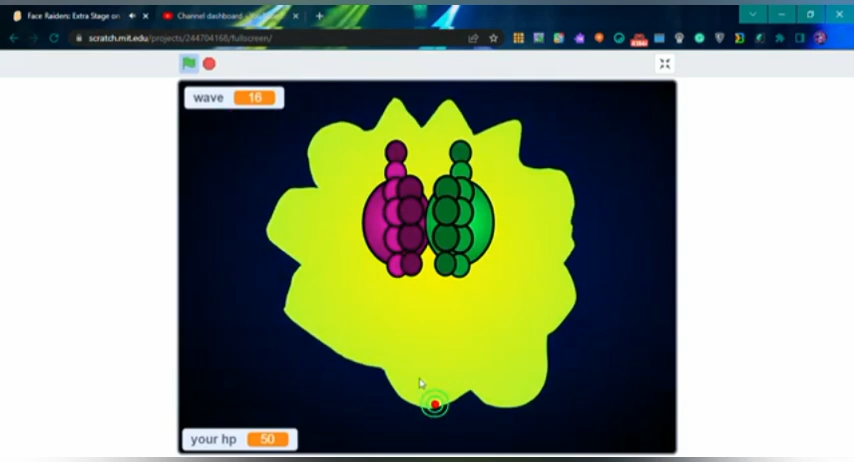 Face Raiders: Extra Stage on
Channel dashboard
scratch.mit.edu/projects/244704168/fullscreen/
wave 16
your hp 50